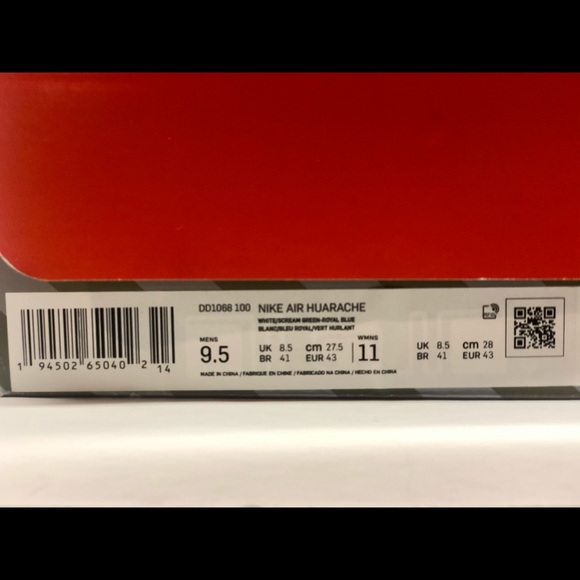 DD1068 100 NIKE AIR HUARACHE
WHITE/SCREAM GREEN-ROYAL BLUE
BLANC/BLEU ROYAL/VERT HURLANT
MENS
9.5
UK 8.5 cm 27.5
BR 41 EUR 43
WMNS
11
UK 8.5 cm 28
BR 41 EUR 43
MADE IN CHINA / FABRIQUE EN CHINE / FABRICADO NA CHINA / HECHO EN CHINA
1 94502 65040 2 14